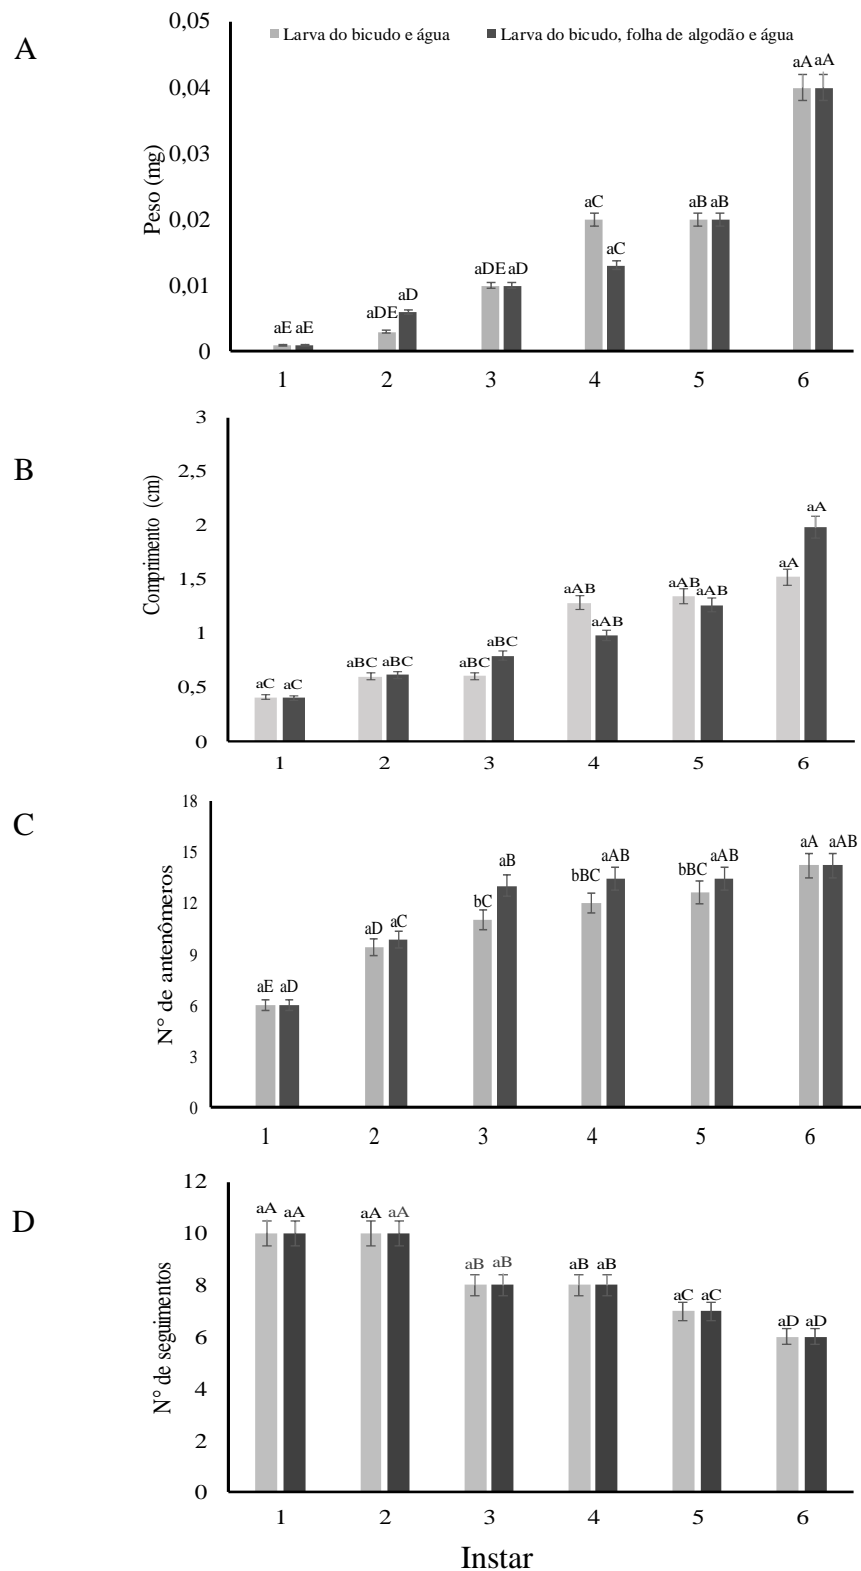 A
Peso (mg)
0,05
0,04
0,03
0,02
0,01
0
Larva do bicudo e água
Larva do bicudo, folha de algodão e água
aE aE
aDE aD
aDE aD
aC aC
aB aB
aA aA
1 2 3 4 5 6
B
Comprimento (cm)
3
2,5
2
1,5
1
0,5
0
aC aC
aBC aBC
aBC aBC
aAB aAB
aAB aAB
aA aA
1 2 3 4 5 6
C
N° de antenômeros
18
15
12
9
6
3
0
aE aD
aD aC
bC aB
bBC aAB
bBC aAB
aA aAB
1 2 3 4 5 6
D
N° de seguimentos
12
10
8
6
4
2
0
aA aA
aA aA
aB aB
aB aB
aC aC
aD aD
1 2 3 4 5 6
Instar